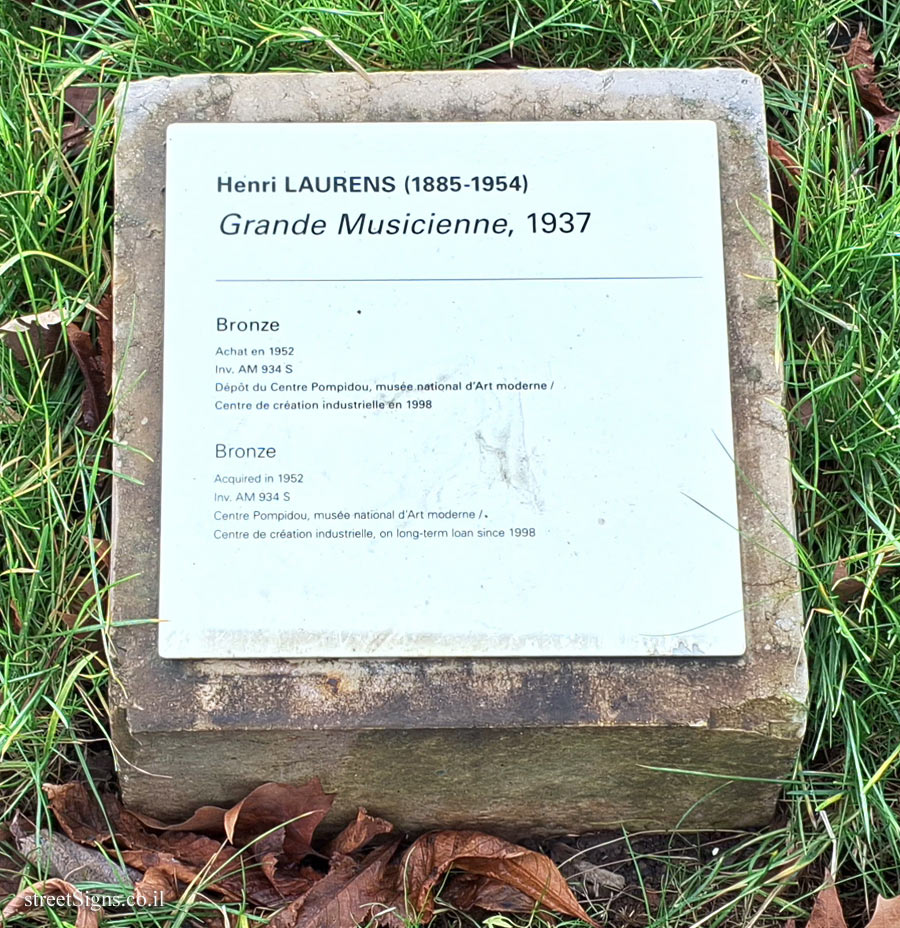 Henri LAURENS (1885-1954)
Grande Musicienne, 1937
Bronze
Achat en 1952
Inv. AM 934 S
Dépôt du Centre Pompidou, musée national d'Art moderne /
Centre de création industrielle en 1998
Bronze
Acquired in 1952
Inv. AM 934 S
Centre Pompidou, musée national d'Art moderne /
Centre de création industrielle, on long-term loan since 1998
streetSigns.co.il